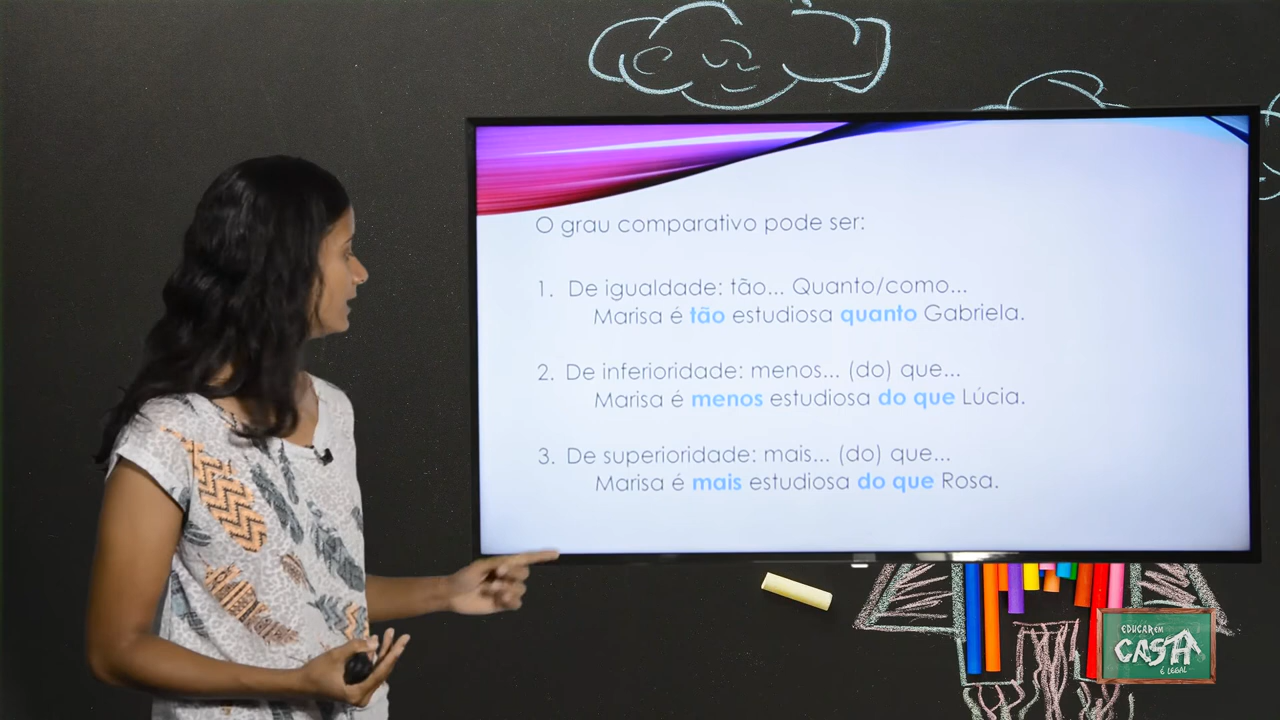 O grau comparativo pode ser:
1. De igualdade: tão... Quanto/como...
Marisa é tão estudiosa quanto Gabriela.
2. De inferioridade: menos... (do) que...
Marisa é menos estudiosa do que Lúcia.
3. De superioridade: mais... (do) que...
Marisa é mais estudiosa do que Rosa.
EDUCAR EM
CASA
É LEGAL